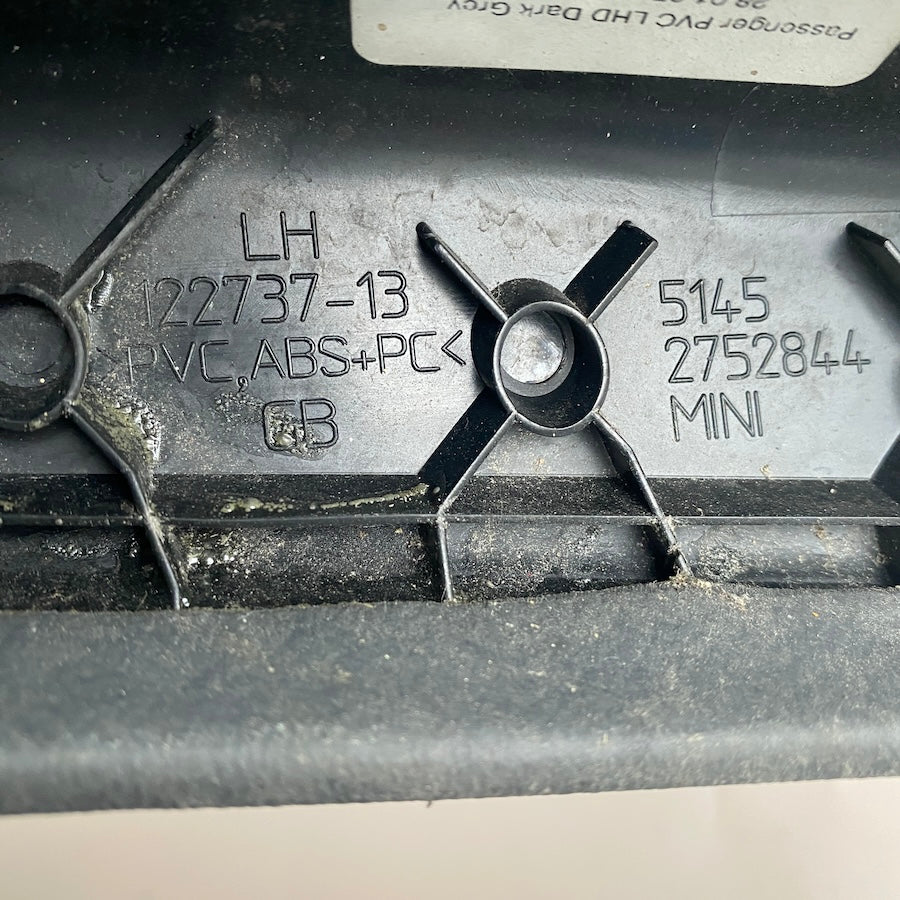 Passenger PVC LHD Dark Grey
LH
122737-13
>PVC,ABS+PC<
GB
5145
2752844
MINI